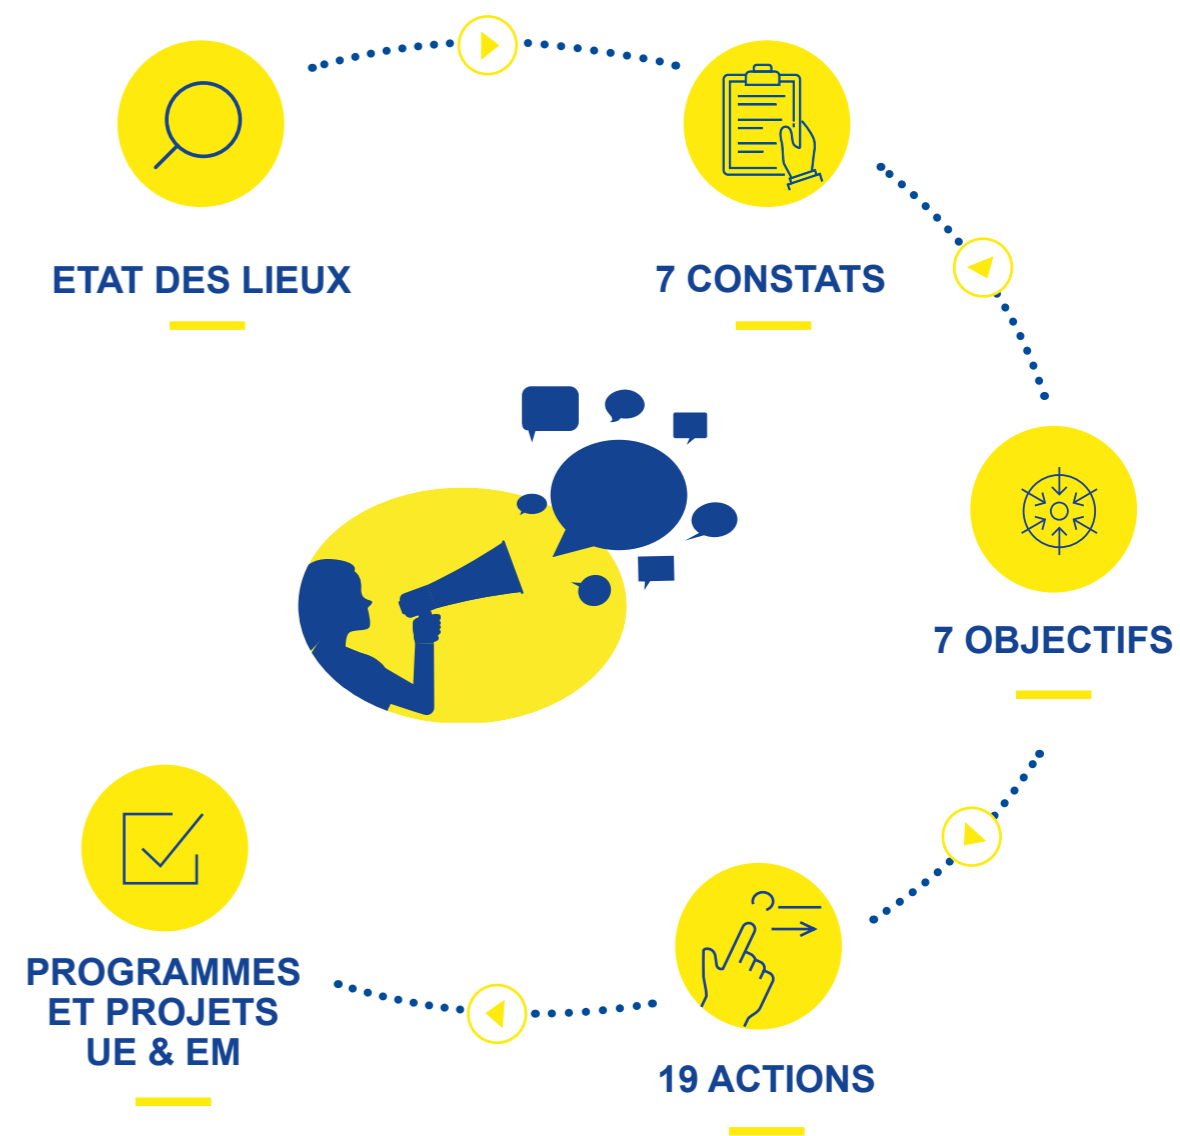 ETAT DES LIEUX
7 CONSTATS
7 OBJECTIFS
19 ACTIONS
PROGRAMMES
ET PROJETS
UE & EM